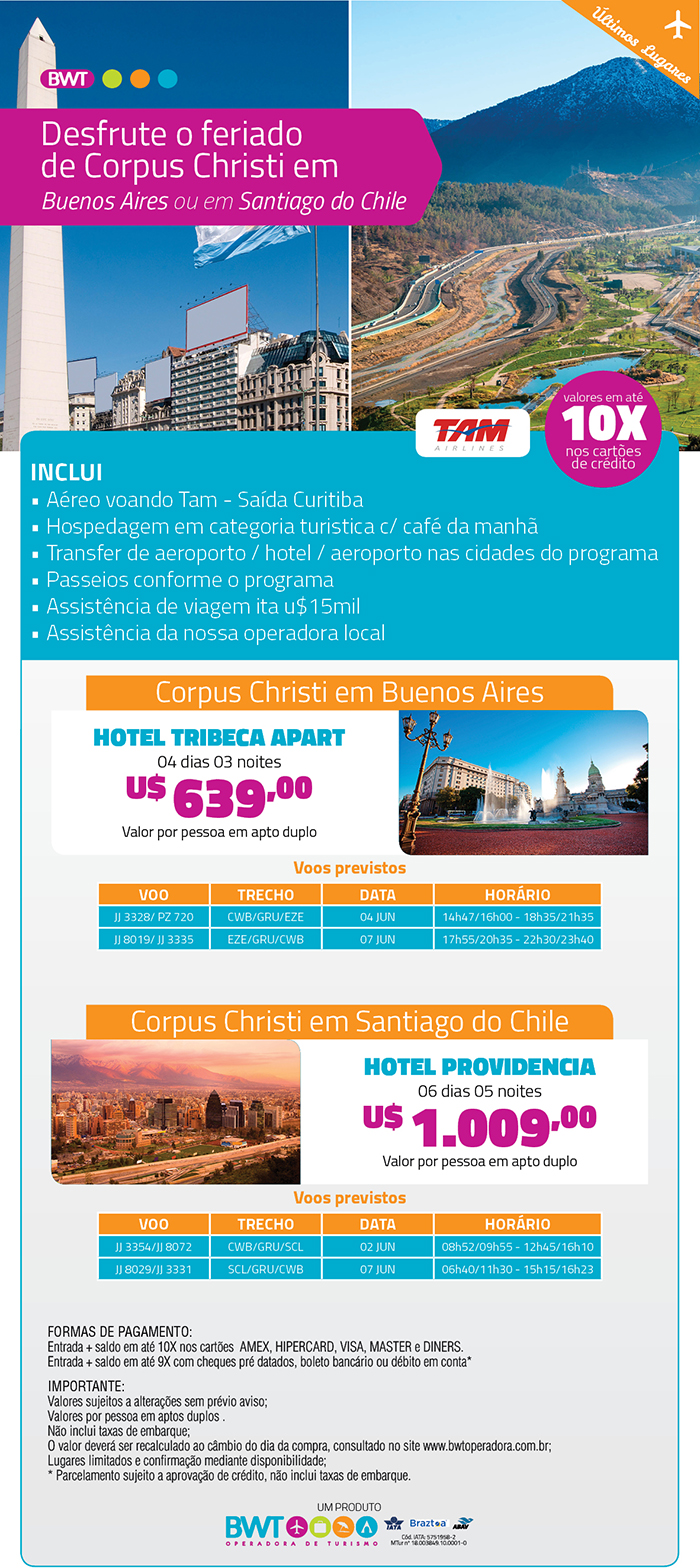 Últimos Lugares
BWT
Desfrute o feriado
de Corpus Christi em
Buenos Aires ou em Santiago do Chile
valores em até
10X
nos cartões
de crédito
TAM
AIRLINES
INCLUI
▪ Aéreo voando Tam - Saída Curitiba
▪ Hospedagem em categoria turistica c/ café da manhã
▪ Transfer de aeroporto / hotel / aeroporto nas cidades do programa
▪ Passeios conforme o programa
▪ Assistência de viagem ita u$15mil
▪ Assistência da nossa operadora local
Corpus Christi em Buenos Aires
HOTEL TRIBECA APART
04 dias 03 noites
U$ 639,00
Valor por pessoa em apto duplo
Voos previstos
VOO TRECHO DATA HORÁRIO
JJ 3328/ PZ 720 CWB/GRU/EZE 04 JUN 14h47/16h00 - 18h35/21h35
JJ 8019/ JJ 3335 EZE/GRU/CWB 07 JUN 17h55/20h35 - 22h30/23h40
Corpus Christi em Santiago do Chile
HOTEL PROVIDENCIA
06 dias 05 noites
U$ 1.009,00
Valor por pessoa em apto duplo
Voos previstos
VOO TRECHO DATA HORÁRIO
JJ 3354/JJ 8072 CWB/GRU/SCL 02 JUN 08h52/09h55 - 12h45/16h10
JJ 8029/JJ 3331 SCL/GRU/CWB 07 JUN 06h40/11h30 - 15h15/16h23
FORMAS DE PAGAMENTO:
Entrada + saldo em até 10X nos cartões AMEX, HIPERCARD, VISA, MASTER e DINERS.
Entrada + saldo em até 9X com cheques pré datados, boleto bancário ou débito em conta*
IMPORTANTE:
Valores sujeitos a alterações sem prévio aviso;
Valores por pessoa em aptos duplos .
Não inclui taxas de embarque;
O valor deverá ser recalculado ao câmbio do dia da compra, consultado no site www.bwtoperadora.com.br;
Lugares limitados e confirmação mediante disponibilidade;
* Parcelamento sujeito a aprovação de crédito, não inclui taxas de embarque.
UM PRODUTO
BWT
OPERADORA DE TURISMO
IATA Braztoa ABAV
Cód. IATA: 5751958-2
MTur nº 18.003849.10.0001-0